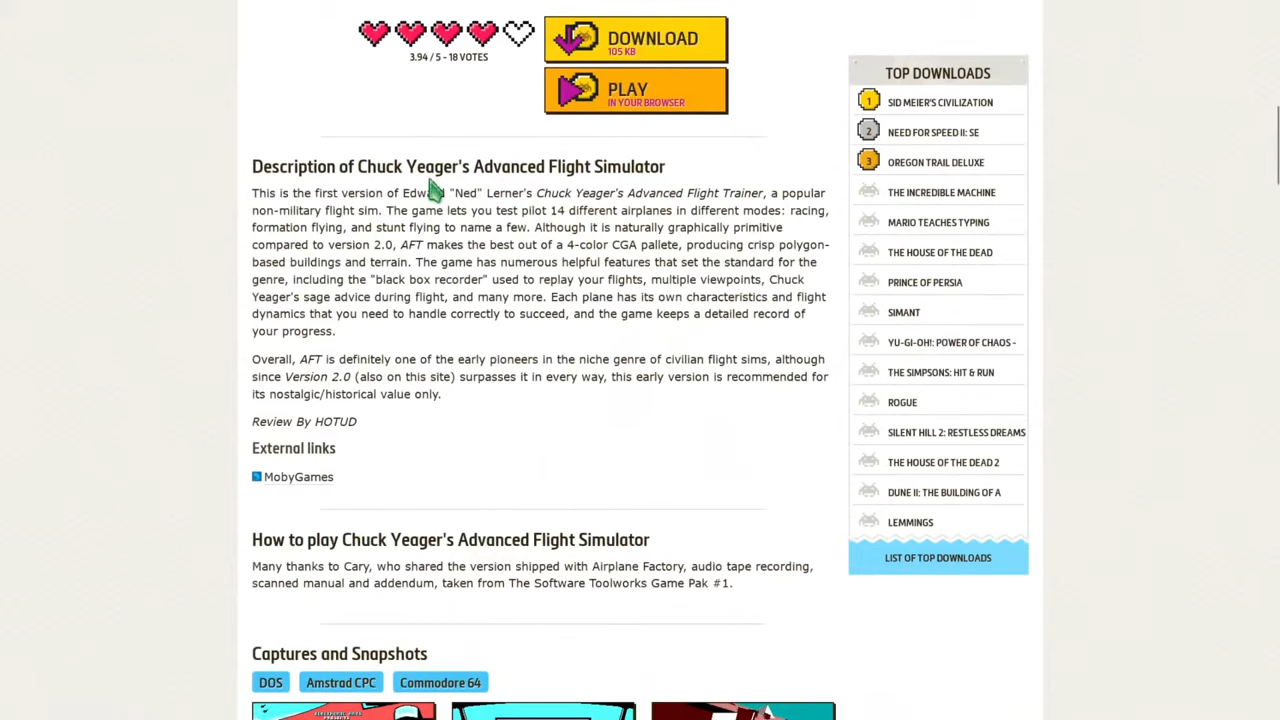 3.94 / 5 - 18 VOTES
DOWNLOAD
105 KB
PLAY
IN YOUR BROWSER
Description of Chuck Yeager's Advanced Flight Simulator
This is the first version of Edward "Ned" Lerner's Chuck Yeager's Advanced Flight Trainer, a popular
non-military flight sim. The game lets you test pilot 14 different airplanes in different modes: racing,
formation flying, and stunt flying to name a few. Although it is naturally graphically primitive
compared to version 2.0, AFT makes the best out of a 4-color CGA pallete, producing crisp polygon-
based buildings and terrain. The game has numerous helpful features that set the standard for the
genre, including the "black box recorder" used to replay your flights, multiple viewpoints, Chuck
Yeager's sage advice during flight, and many more. Each plane has its own characteristics and flight
dynamics that you need to handle correctly to succeed, and the game keeps a detailed record of
your progress.
Overall, AFT is definitely one of the early pioneers in the niche genre of civilian flight sims, although
since Version 2.0 (also on this site) surpasses it in every way, this early version is recommended for
its nostalgic/historical value only.
Review By HOTUD
External links
MobyGames
How to play Chuck Yeager's Advanced Flight Simulator
Many thanks to Cary, who shared the version shipped with Airplane Factory, audio tape recording,
scanned manual and addendum, taken from The Software Toolworks Game Pak #1.
Captures and Snapshots
DOS
Amstrad CPC
Commodore 64
TOP DOWNLOADS
1 SID MEIER'S CIVILIZATION
2 NEED FOR SPEED II: SE
3 OREGON TRAIL DELUXE
THE INCREDIBLE MACHINE
MARIO TEACHES TYPING
THE HOUSE OF THE DEAD
PRINCE OF PERSIA
SIMANT
YU-GI-OH!: POWER OF CHAOS -
THE SIMPSONS: HIT & RUN
ROGUE
SILENT HILL 2: RESTLESS DREAMS
THE HOUSE OF THE DEAD 2
DUNE II: THE BUILDING OF A
LEMMINGS
LIST OF TOP DOWNLOADS